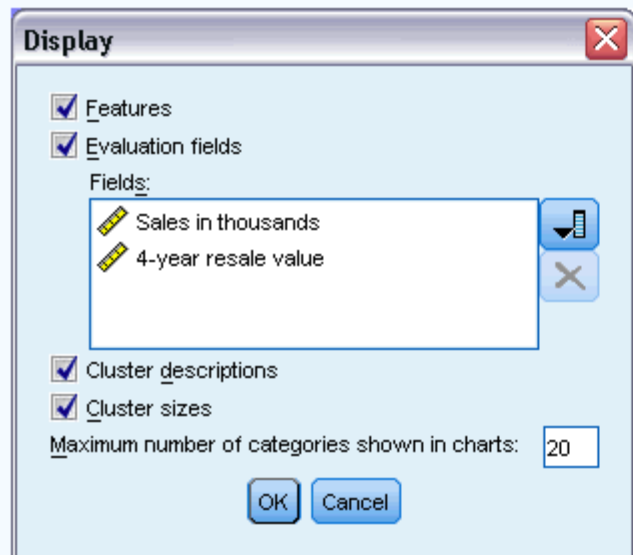 Display
Features
Evaluation fields
Fields:
Sales in thousands
4-year resale value
Cluster descriptions
Cluster sizes
Maximum number of categories shown in charts: 20
OK Cancel